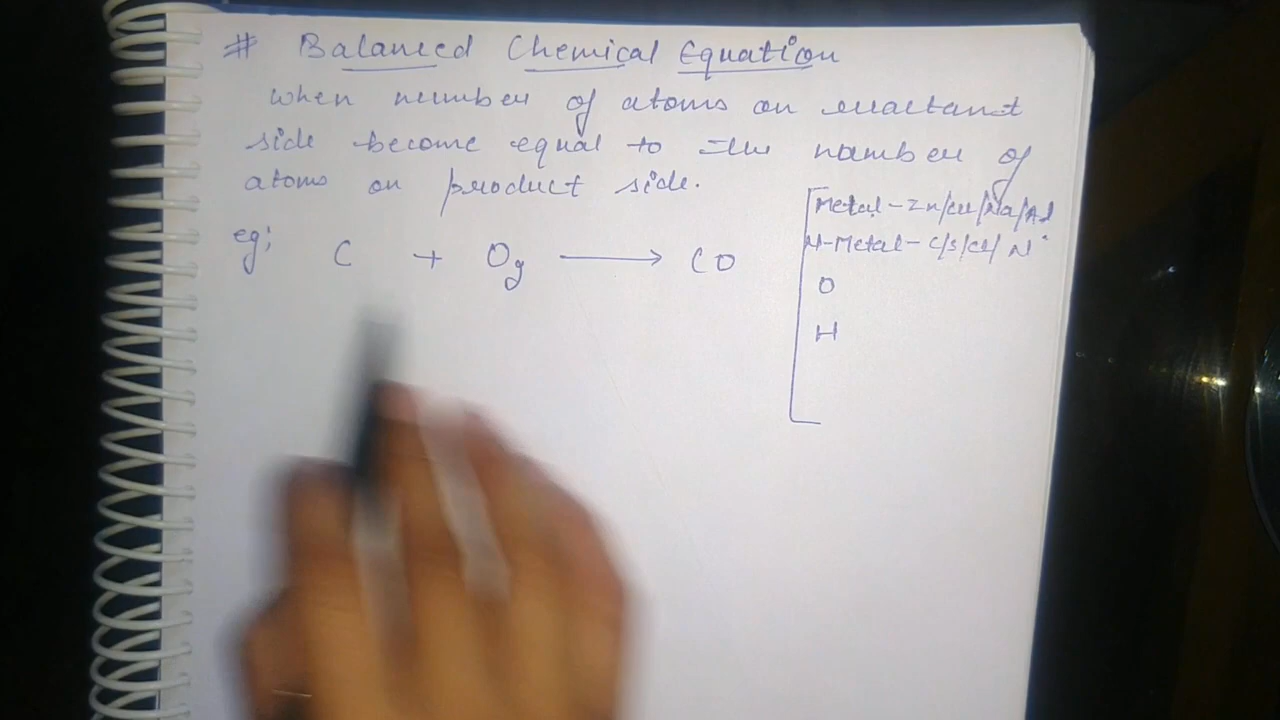 # Balanced Chemical Equation
When number of atoms on reactant
side become equal to the number of
atoms on product side.
eg; C + O2 ⟶ CO
[Metal - Zn/Cu/Na/Al
N-Metal - C/S/Cl/N
O
H